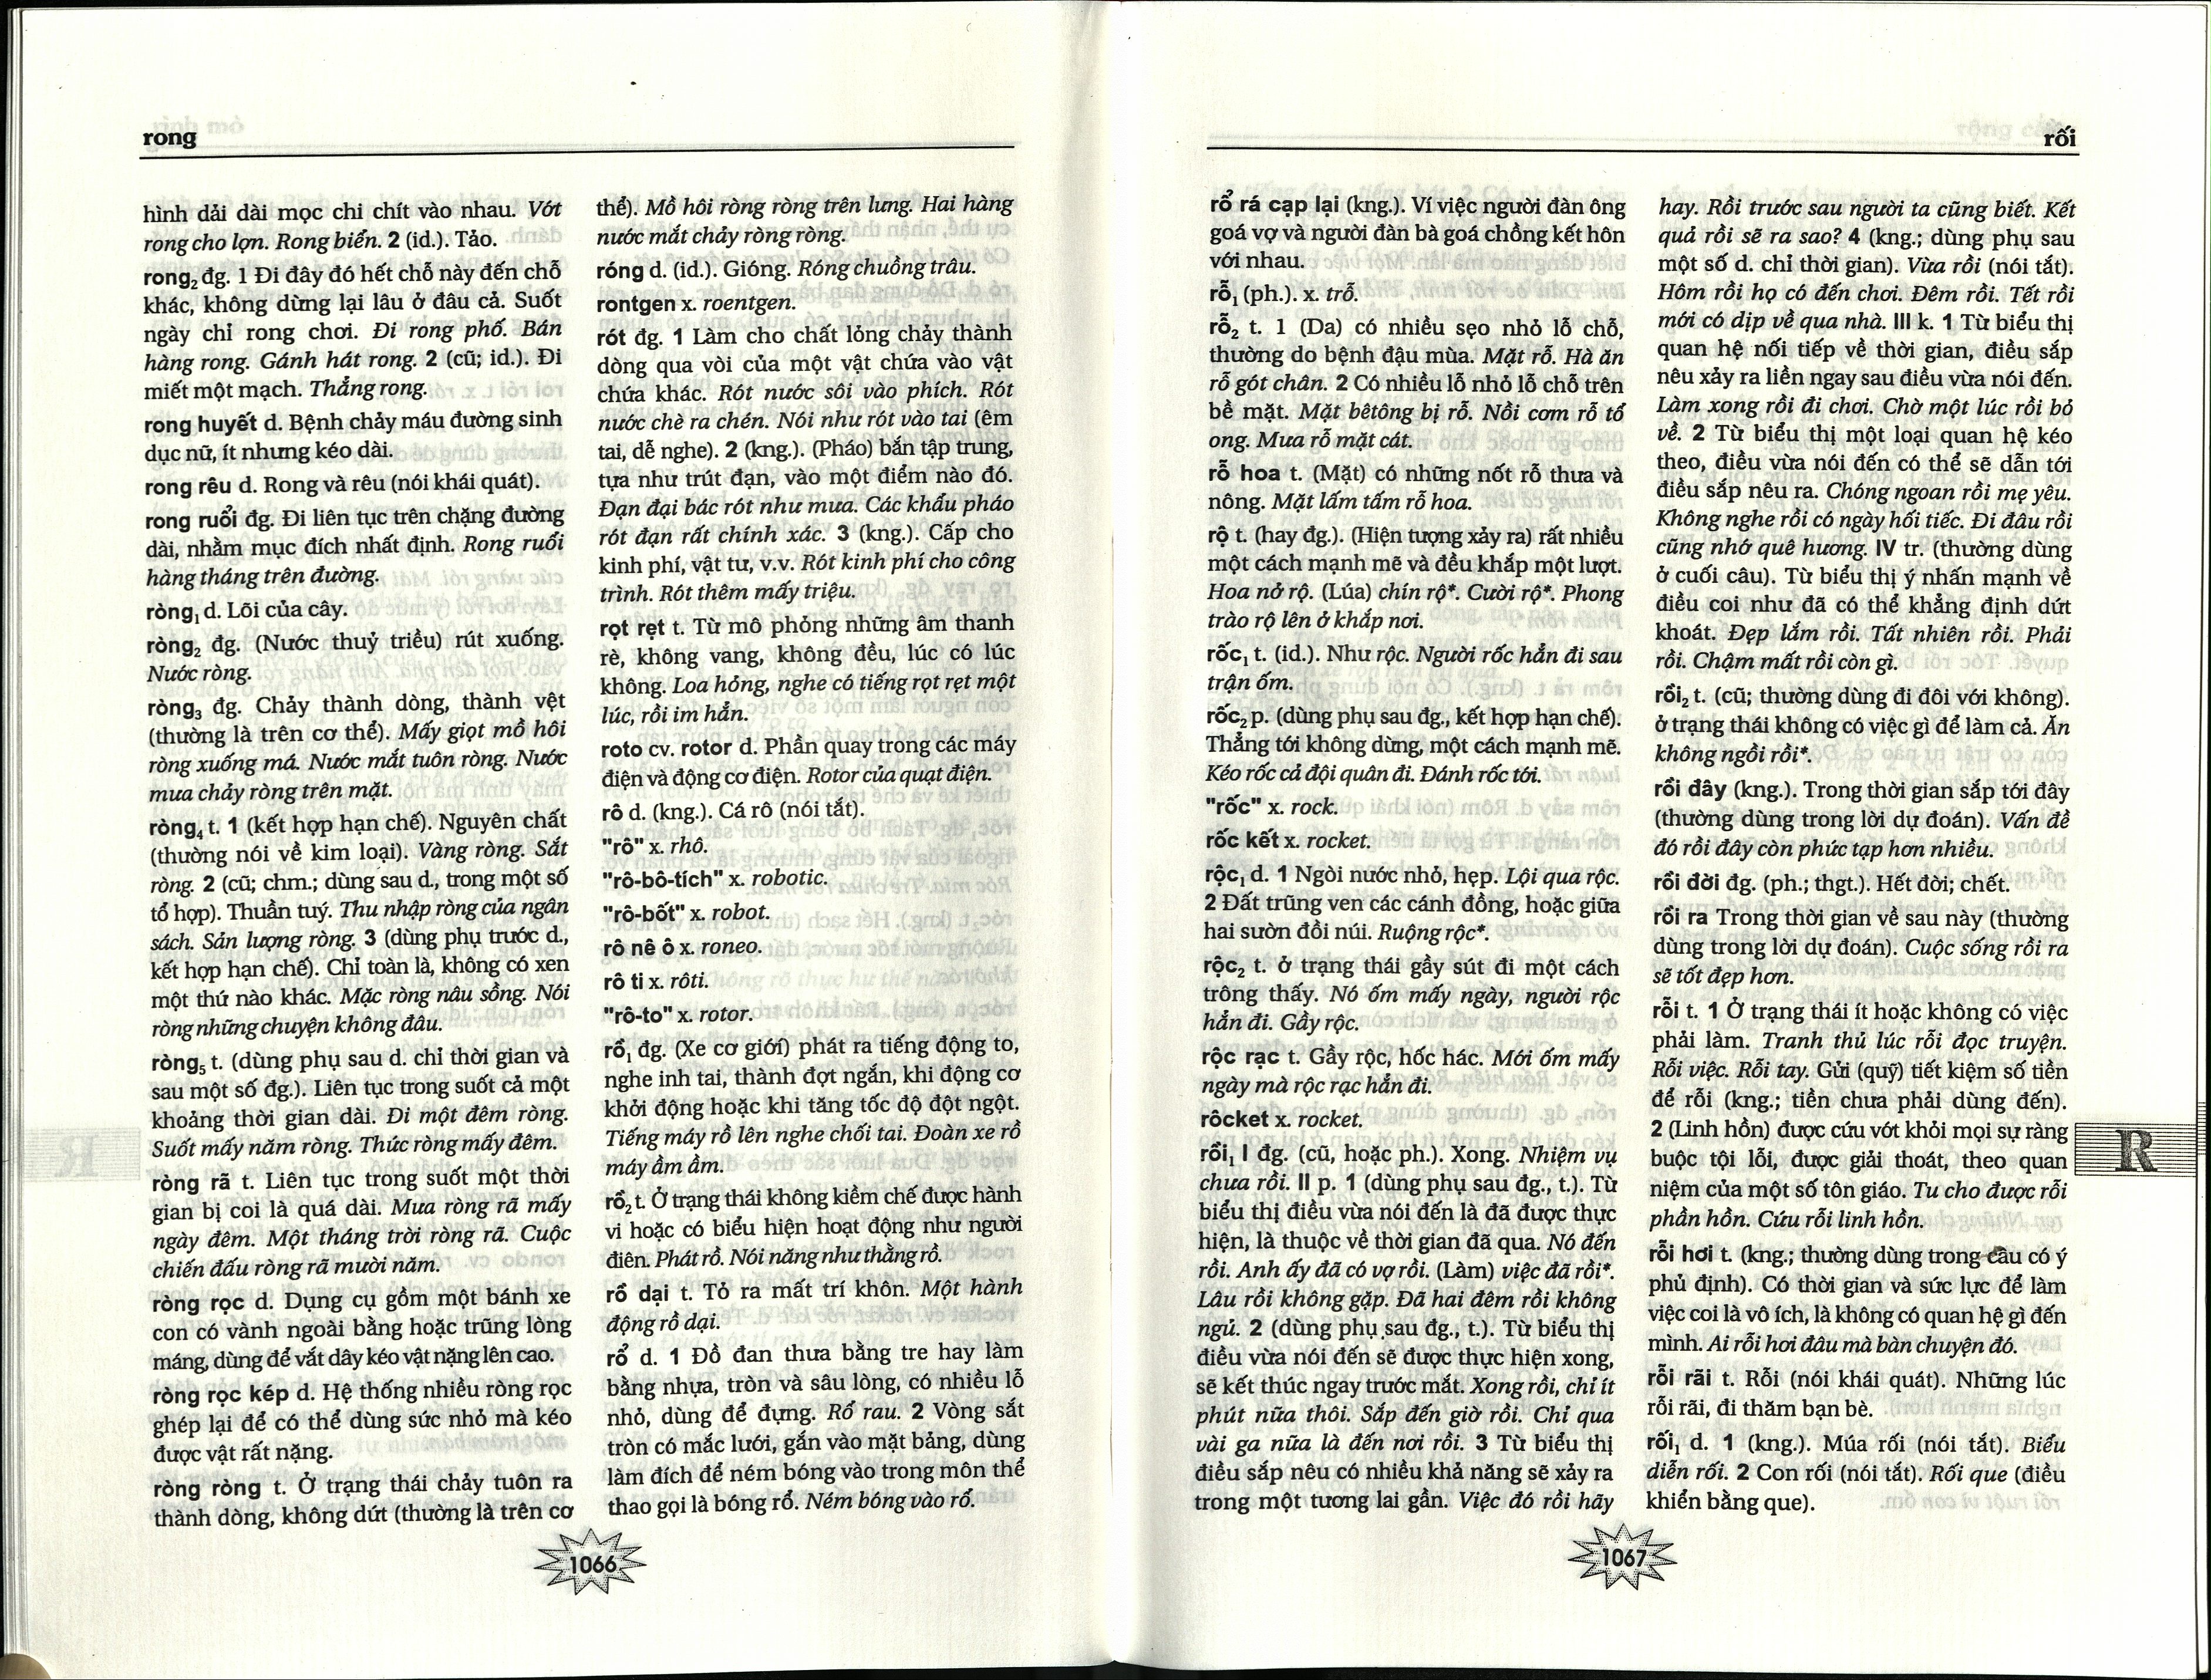 rong
hình dải dài mọc chi chít vào nhau. Vớt
rong cho lợn. Rong biển. 2 (id.). Tảo.
rong₂ đg. 1 Đi đây đó hết chỗ này đến chỗ
khác, không dừng lại lâu ở đâu cả. Suốt
ngày chỉ rong chơi. Đi rong phố. Bán
hàng rong. Gánh hát rong. 2 (cũ; id.). Đi
miết một mạch. Thẳng rong.
rong huyết d. Bệnh chảy máu đường sinh
dục nữ, ít nhưng kéo dài.
rong rêu d. Rong và rêu (nói khái quát).
rong ruổi đg. Đi liên tục trên chặng đường
dài, nhằm mục đích nhất định. Rong ruổi
hàng tháng trên đường.
ròng₁ d. Lõi của cây.
ròng₂ đg. (Nước thuỷ triều) rút xuống.
Nước ròng.
ròng₃ đg. Chảy thành dòng, thành vệt
(thường là trên cơ thể). Mấy giọt mồ hôi
ròng xuống má. Nước mắt tuôn ròng. Nước
mưa chảy ròng trên mặt.
ròng₄ t. 1 (kết hợp hạn chế). Nguyên chất
(thường nói về kim loại). Vàng ròng. Sắt
ròng. 2 (cũ; chm.; dùng sau d., trong một số
tổ hợp). Thuần tuý. Thu nhập ròng của ngân
sách. Sản lượng ròng. 3 (dùng phụ trước d.,
kết hợp hạn chế). Chỉ toàn là, không có xen
một thứ nào khác. Mặc ròng nâu sồng. Nói
ròng những chuyện không đâu.
ròng₅ t. (dùng phụ sau d. chỉ thời gian và
sau một số đg.). Liên tục trong suốt cả một
khoảng thời gian dài. Đi một đêm ròng.
Suốt mấy năm ròng. Thức ròng mấy đêm.
ròng rã t. Liên tục trong suốt một thời
gian bị coi là quá dài. Mưa ròng rã mấy
ngày đêm. Một tháng trời ròng rã. Cuộc
chiến đấu ròng rã mười năm.
ròng rọc d. Dụng cụ gồm một bánh xe
con có vành ngoài bằng hoặc trũng lòng
máng, dùng để vắt dây kéo vật nặng lên cao.
ròng rọc kép d. Hệ thống nhiều ròng rọc
ghép lại để có thể dùng sức nhỏ mà kéo
được vật rất nặng.
ròng ròng t. Ở trạng thái chảy tuôn ra
thành dòng, không dứt (thường là trên cơ
thể). Mồ hôi ròng ròng trên lưng. Hai hàng
nước mắt chảy ròng ròng.
róng d. (id.). Gióng. Róng chuồng trâu.
rontgen x. roentgen.
rót đg. 1 Làm cho chất lỏng chảy thành
dòng qua vòi của một vật chứa vào vật
chứa khác. Rót nước sôi vào phích. Rót
nước chè ra chén. Nói như rót vào tai (êm
tai, dễ nghe). 2 (kng.). (Pháo) bắn tập trung,
tựa như trút đạn, vào một điểm nào đó.
Đạn đại bác rót như mưa. Các khẩu pháo
rót đạn rất chính xác. 3 (kng.). Cấp cho
kinh phí, vật tư, v.v. Rót kinh phí cho công
trình. Rót thêm mấy triệu.
rọt rẹt t. Từ mô phỏng những âm thanh
rè, không vang, không đều, lúc có lúc
không. Loa hỏng, nghe có tiếng rọt rẹt một
lúc, rồi im hẳn.
roto cv. rotor d. Phần quay trong các máy
điện và động cơ điện. Rotor của quạt điện.
rô d. (kng.). Cá rô (nói tắt).
"rô" x. rhô.
"rô-bô-tích" x. robotic.
"rô-bốt" x. robot.
rô nê ô x. roneo.
rô ti x. rôti.
"rô-to" x. rotor.
rồ₁ đg. (Xe cơ giới) phát ra tiếng động to,
nghe inh tai, thành đợt ngắn, khi động cơ
khởi động hoặc khi tăng tốc độ đột ngột.
Tiếng máy rồ lên nghe chối tai. Đoàn xe rồ
máy ầm ầm.
rồ₂ t. Ở trạng thái không kiềm chế được hành
vi hoặc có biểu hiện hoạt động như người
điên. Phát rồ. Nói năng như thằng rồ.
rồ dại t. Tỏ ra mất trí khôn. Một hành
động rồ dại.
rổ d. 1 Đồ đan thưa bằng tre hay làm
bằng nhựa, tròn và sâu lòng, có nhiều lỗ
nhỏ, dùng để đựng. Rổ rau. 2 Vòng sắt
tròn có mắc lưới, gắn vào mặt bảng, dùng
làm đích để ném bóng vào trong môn thể
thao gọi là bóng rổ. Ném bóng vào rổ.
1066
rối
rổ rá cạp lại (kng.). Ví việc người đàn ông
goá vợ và người đàn bà goá chồng kết hôn
với nhau.
rỗ₁ (ph.). x. trỗ.
rỗ₂ t. 1 (Da) có nhiều sẹo nhỏ lỗ chỗ,
thường do bệnh đậu mùa. Mặt rỗ. Hà ăn
rỗ gót chân. 2 Có nhiều lỗ nhỏ lỗ chỗ trên
bề mặt. Mặt bêtông bị rỗ. Nồi cơm rỗ tổ
ong. Mưa rỗ mặt cát.
rỗ hoa t. (Mặt) có những nốt rỗ thưa và
nông. Mặt lấm tấm rỗ hoa.
rộ t. (hay đg.). (Hiện tượng xảy ra) rất nhiều
một cách mạnh mẽ và đều khắp một lượt.
Hoa nở rộ. (Lúa) chín rộ*. Cười rộ*. Phong
trào rộ lên ở khắp nơi.
rốc₁ t. (id.). Như rộc. Người rốc hẳn đi sau
trận ốm.
rốc₂ p. (dùng phụ sau đg., kết hợp hạn chế).
Thẳng tới không dừng, một cách mạnh mẽ.
Kéo rốc cả đội quân đi. Đánh rốc tới.
"rốc" x. rock.
rốc kết x. rocket.
rộc₁ d. 1 Ngòi nước nhỏ, hẹp. Lội qua rộc.
2 Đất trũng ven các cánh đồng, hoặc giữa
hai sườn đồi núi. Ruộng rộc*.
rộc₂ t. ở trạng thái gầy sút đi một cách
trông thấy. Nó ốm mấy ngày, người rộc
hẳn đi. Gầy rộc.
rộc rạc t. Gầy rộc, hốc hác. Mới ốm mấy
ngày mà rộc rạc hẳn đi.
rôcket x. rocket.
rồi₁ I đg. (cũ, hoặc ph.). Xong. Nhiệm vụ
chưa rồi. II p. 1 (dùng phụ sau đg., t.). Từ
biểu thị điều vừa nói đến là đã được thực
hiện, là thuộc về thời gian đã qua. Nó đến
rồi. Anh ấy đã có vợ rồi. (Làm) việc đã rồi*.
Lâu rồi không gặp. Đã hai đêm rồi không
ngủ. 2 (dùng phụ sau đg., t.). Từ biểu thị
điều vừa nói đến sẽ được thực hiện xong,
sẽ kết thúc ngay trước mắt. Xong rồi, chỉ ít
phút nữa thôi. Sắp đến giờ rồi. Chỉ qua
vài ga nữa là đến nơi rồi. 3 Từ biểu thị
điều sắp nêu có nhiều khả năng sẽ xảy ra
trong một tương lai gần. Việc đó rồi hãy
hay. Rồi trước sau người ta cũng biết. Kết
quả rồi sẽ ra sao? 4 (kng.; dùng phụ sau
một số d. chỉ thời gian). Vừa rồi (nói tắt).
Hôm rồi họ có đến chơi. Đêm rồi. Tết rồi
mới có dịp về qua nhà. III k. 1 Từ biểu thị
quan hệ nối tiếp về thời gian, điều sắp
nêu xảy ra liền ngay sau điều vừa nói đến.
Làm xong rồi đi chơi. Chờ một lúc rồi bỏ
về. 2 Từ biểu thị một loại quan hệ kéo
theo, điều vừa nói đến có thể sẽ dẫn tới
điều sắp nêu ra. Chóng ngoan rồi mẹ yêu.
Không nghe rồi có ngày hối tiếc. Đi đâu rồi
cũng nhớ quê hương. IV tr. (thường dùng
ở cuối câu). Từ biểu thị ý nhấn mạnh về
điều coi như đã có thể khẳng định dứt
khoát. Đẹp lắm rồi. Tất nhiên rồi. Phải
rồi. Chậm mất rồi còn gì.
rồi₂ t. (cũ; thường dùng đi đôi với không).
ở trạng thái không có việc gì để làm cả. Ăn
không ngồi rồi*.
rồi đây (kng.). Trong thời gian sắp tới đây
(thường dùng trong lời dự đoán). Vấn đề
đó rồi đây còn phức tạp hơn nhiều.
rồi đời đg. (ph.; thgt.). Hết đời; chết.
rồi ra Trong thời gian về sau này (thường
dùng trong lời dự đoán). Cuộc sống rồi ra
sẽ tốt đẹp hơn.
rỗi t. 1 Ở trạng thái ít hoặc không có việc
phải làm. Tranh thủ lúc rỗi đọc truyện.
Rỗi việc. Rỗi tay. Gửi (quỹ) tiết kiệm số tiền
để rỗi (kng.; tiền chưa phải dùng đến).
2 (Linh hồn) được cứu vớt khỏi mọi sự ràng
buộc tội lỗi, được giải thoát, theo quan
niệm của một số tôn giáo. Tu cho được rỗi
phần hồn. Cứu rỗi linh hồn.
rỗi hơi t. (kng.; thường dùng trong câu có ý
phủ định). Có thời gian và sức lực để làm
việc coi là vô ích, là không có quan hệ gì đến
mình. Ai rỗi hơi đâu mà bàn chuyện đó.
rỗi rãi t. Rỗi (nói khái quát). Những lúc
rỗi rãi, đi thăm bạn bè.
rối₁ d. 1 (kng.). Múa rối (nói tắt). Biểu
diễn rối. 2 Con rối (nói tắt). Rối que (điều
khiển bằng que).
R
1067